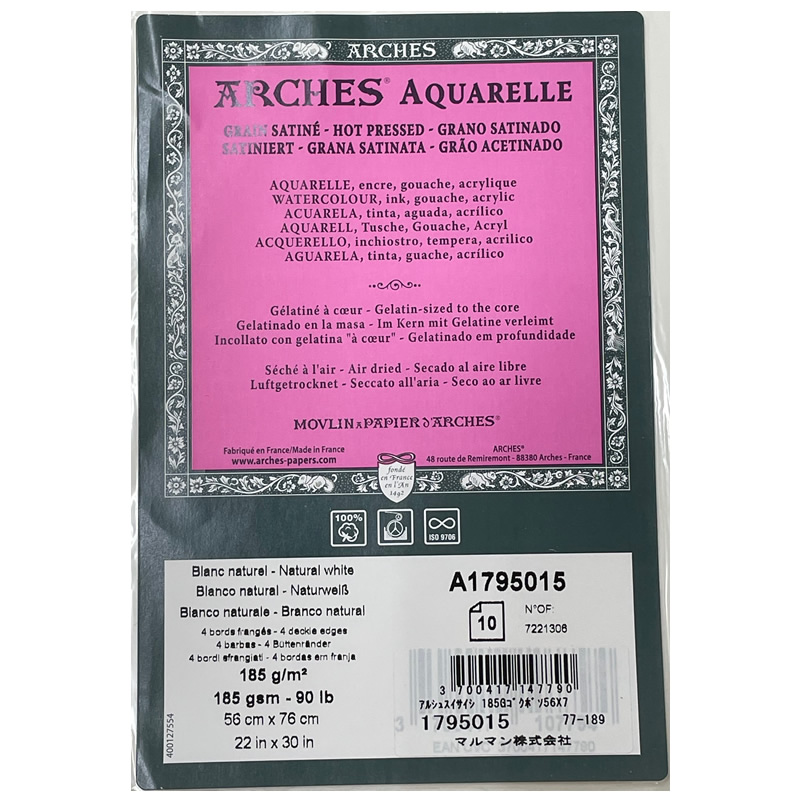 ARCHES
ARCHES® AQUARELLE
GRAIN SATINÉ - HOT PRESSED - GRANO SATINADO
SATINIERT - GRANA SATINATA - GRÃO ACETINADO
AQUARELLE, encre, gouache, acrylique
WATERCOLOUR, ink, gouache, acrylic
ACUARELA, tinta, aguada, acrílico
AQUARELL, Tusche, Gouache, Acryl
ACQUERELLO, inchiostro, tempera, acrilico
AGUARELA, tinta, guache, acrílico
Gélatiné à cœur - Gelatin-sized to the core
Gelatinado en la masa - Im Kern mit Gelatine verleimt
Incollato con gelatina "à cœur" - Gelatinado em profundidade
Séché à l'air - Air dried - Secado al aire libre
Luftgetrocknet - Seccato all'aria - Seco ao ar livre
MOVLIN A PAPIER D'ARCHES®
Fabriqué en France/Made in France
www.arches-papers.com
ARCHES®
48 route de Remiremont - 88380 Arches - France
fondé
en France
en l'An
1492
100%
ISO 9706
Blanc naturel - Natural white
Blanco natural - Naturweiß
Bianco naturale - Branco natural
4 bords frangés - 4 deckle edges
4 barbas - 4 Büttenränder
4 bordi sfrangiati - 4 bordas em franja
185 g/m²
185 gsm - 90 lb
56 cm x 76 cm
22 in x 30 in
400127554
A1795015
10
N°OF:
7221306
3 700417 147790
アルシュスイサイシ 185Gゴクボソ56X7
1795015 77-189
マルマン株式会社